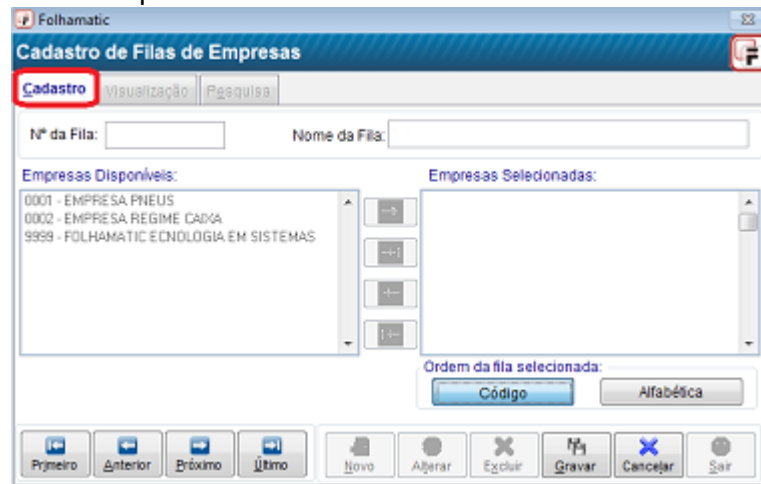 Folhamatic
Cadastro de Filas de Empresas
Cadastro Visualização Pesquisa
Nº da Fila: Nome da Fila:
Empresas Disponíveis: Empresas Selecionadas:
0001 - EMPRESA PNEUS
0002 - EMPRESA REGIME CAIXA
9999 - FOLHAMATIC ECNOLOGIA EM SISTEMAS
Ordem da fila selecionada:
Código Alfabética
Primeiro Anterior Próximo Último Novo Alterar Excluir Gravar Cancelar Sair